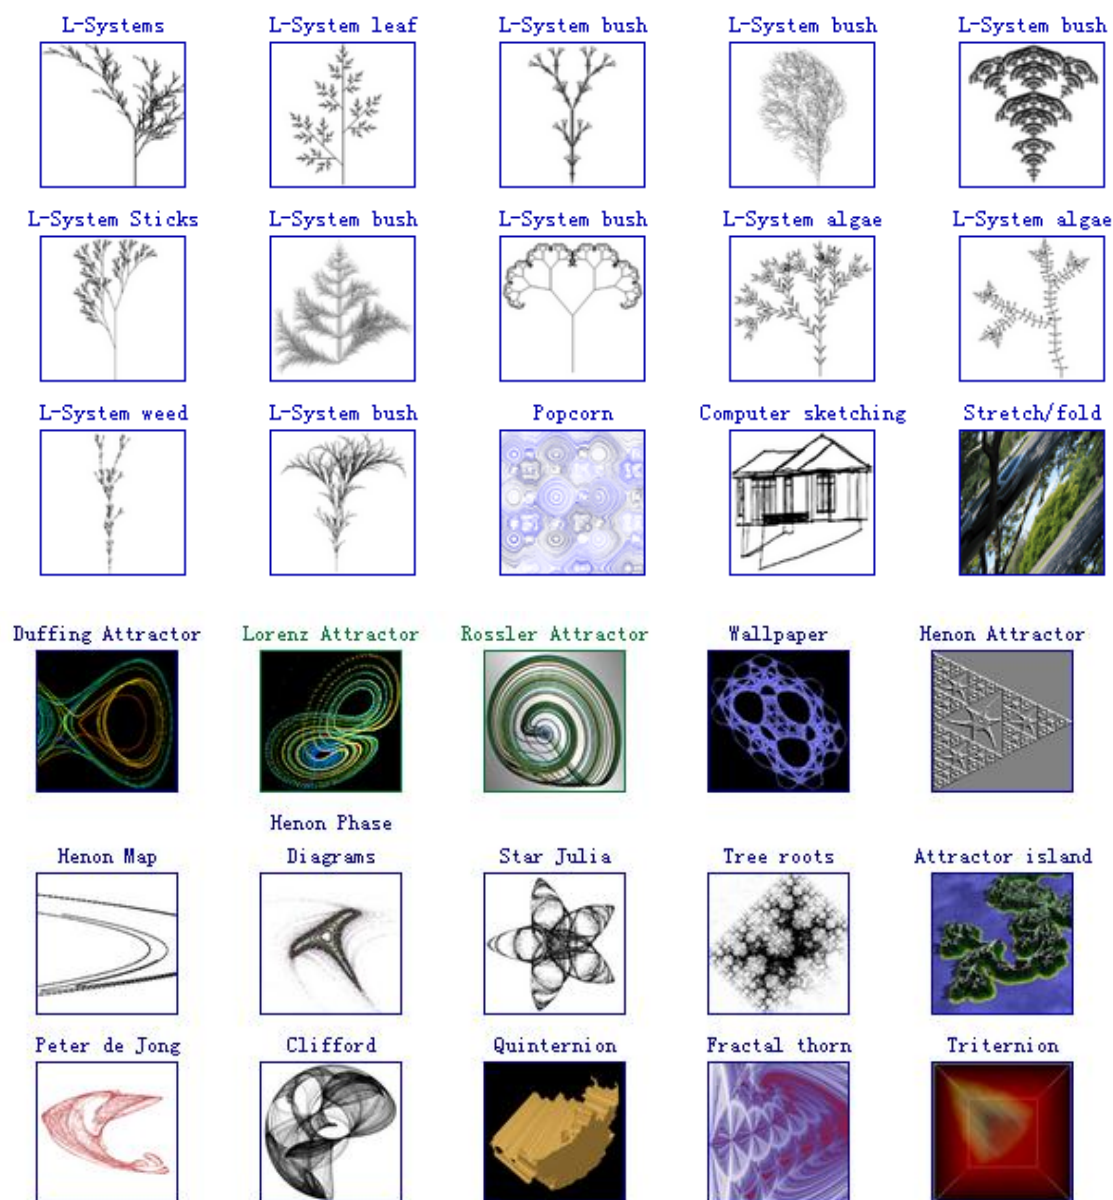 L-Systems
L-System leaf
L-System bush
L-System bush
L-System bush
L-System Sticks
L-System bush
L-System bush
L-System algae
L-System algae
L-System weed
L-System bush
Popcorn
Computer sketching
Stretch/fold
Duffing Attractor
Lorenz Attractor
Rossler Attractor
Wallpaper
Henon Attractor
Henon Map
Henon Phase
Diagrams
Star Julia
Tree roots
Attractor island
Peter de Jong
Clifford
Quinternion
Fractal thorn
Triternion